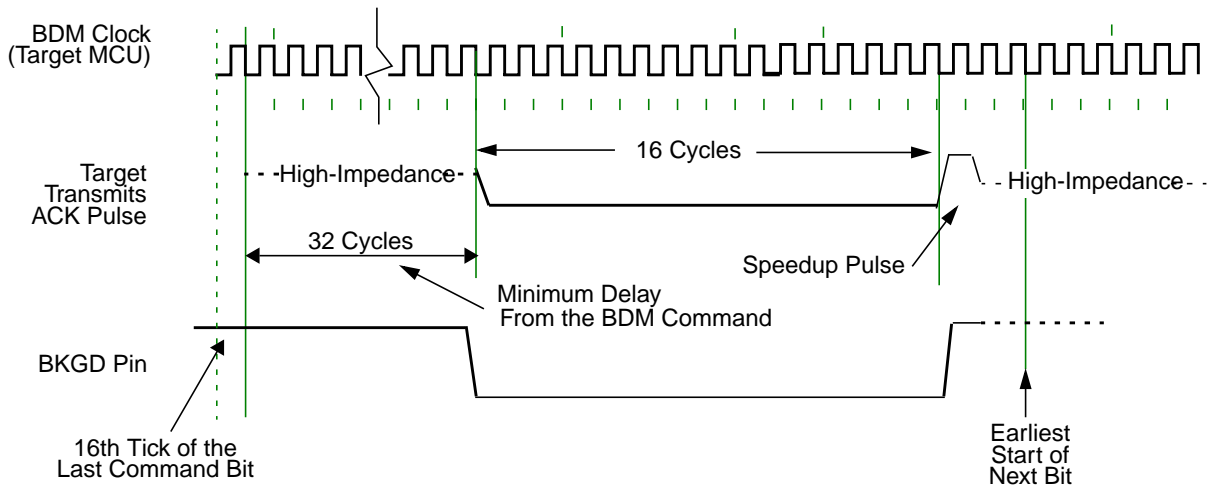 BDM Clock
(Target MCU)
16 Cycles
Target
Transmits
ACK Pulse
High-Impedance
High-Impedance
32 Cycles
Speedup Pulse
Minimum Delay
From the BDM Command
BKGD Pin
16th Tick of the
Last Command Bit
Earliest
Start of
Next Bit